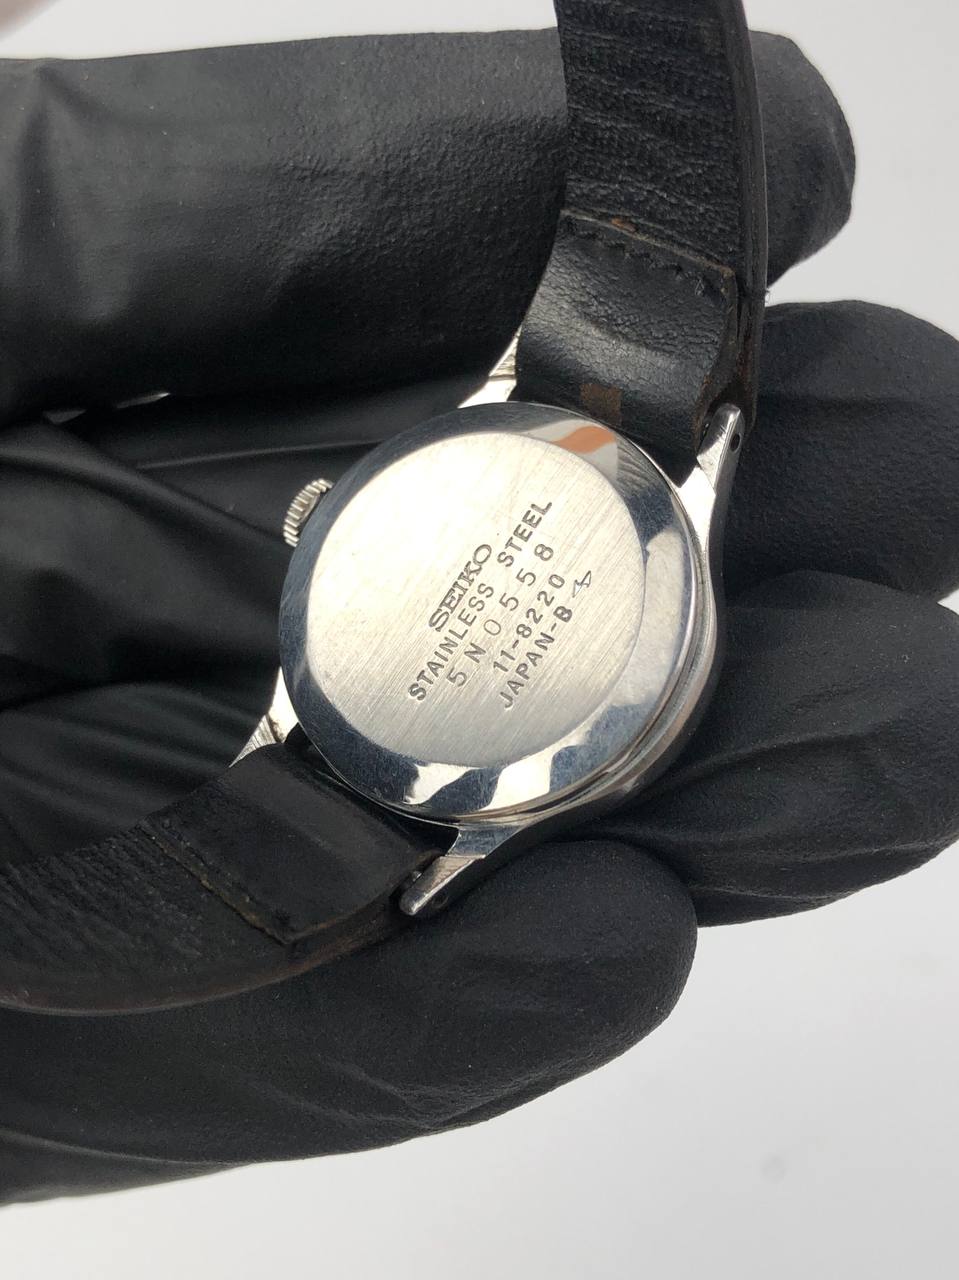 SEIKO
STAINLESS STEEL
5N0558
11-8220
JAPAN-B